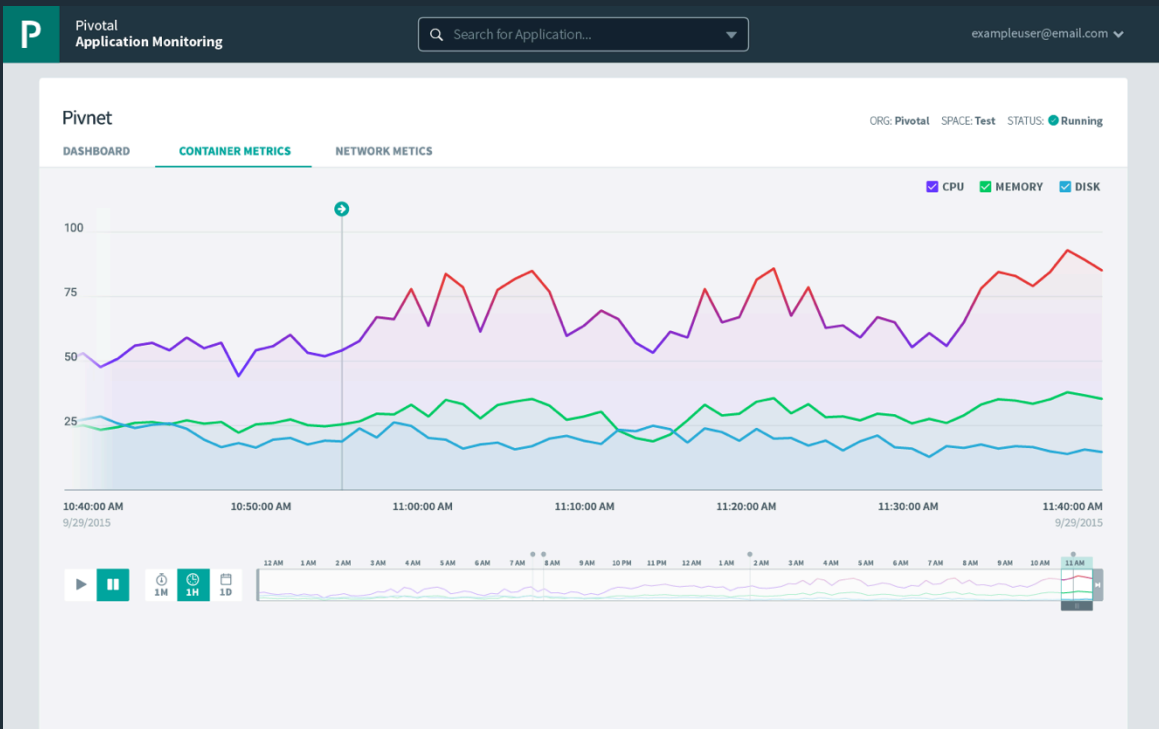 P
Pivotal
Application Monitoring
Search for Application...
exampleuser@email.com
Pivnet
ORG: Pivotal SPACE: Test STATUS: Running
DASHBOARD CONTAINER METRICS NETWORK METICS
CPU MEMORY DISK
100
75
50
25
10:40:00 AM 10:50:00 AM 11:00:00 AM 11:10:00 AM 11:20:00 AM 11:30:00 AM 11:40:00 AM
9/29/2015 9/29/2015
12 AM 1 AM 2 AM 3 AM 4 AM 5 AM 6 AM 7 AM 8 AM 9 AM 10 PM 11 PM 12 AM 1 AM 2 AM 3 AM 4 AM 5 AM 6 AM 7 AM 8 AM 9 AM 10 AM 11 AM
1M 1H 1D